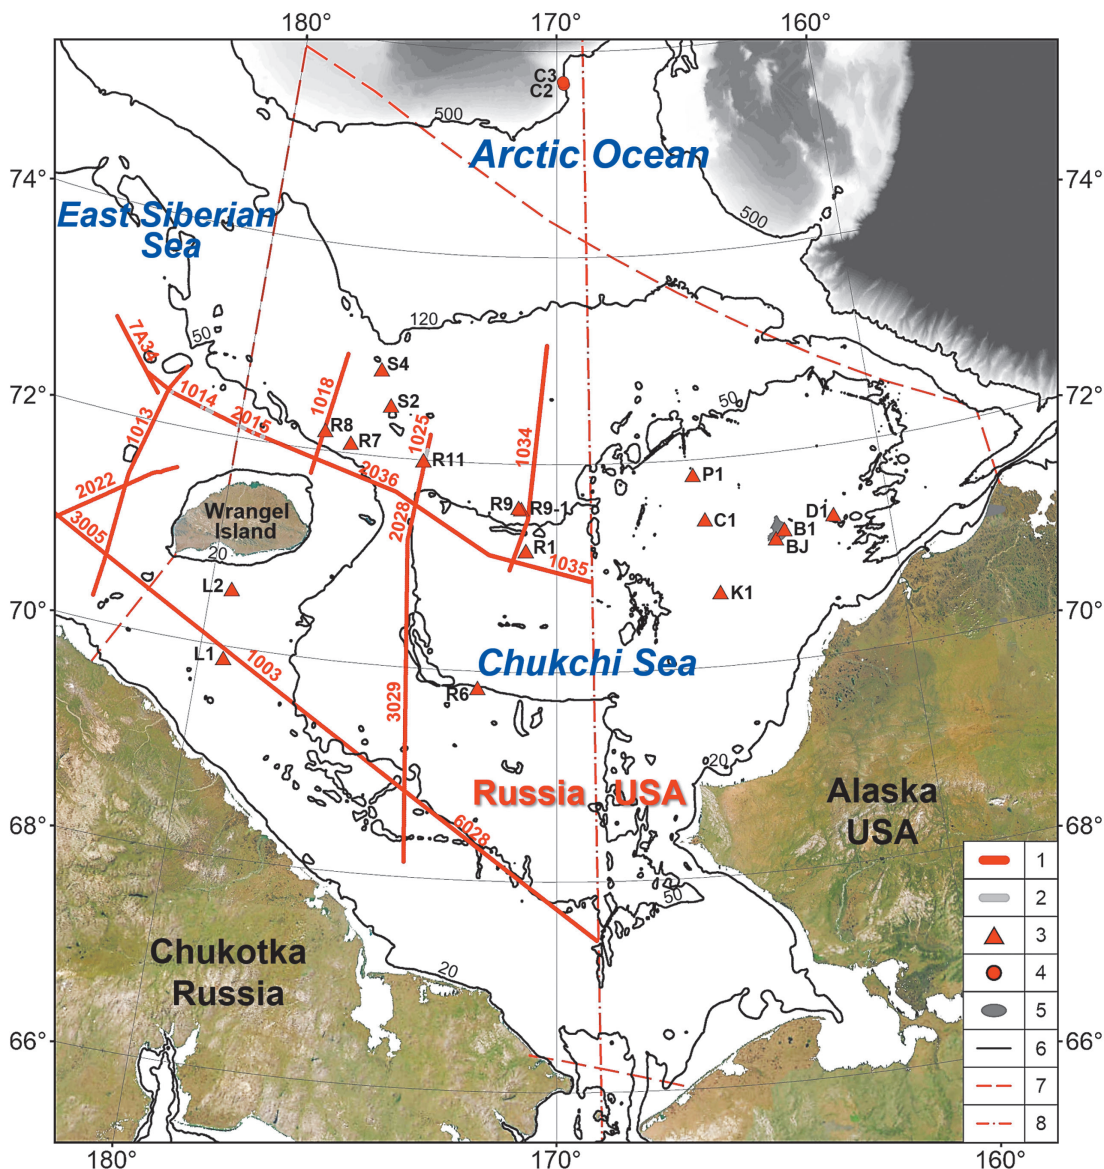 180°
170°
160°
C3
C2
500
Arctic Ocean
74°
74°
East Siberian
Sea
500
120
50
7A34
S4
72°
72°
1014
1018
S2
50
2015
R8
1025
1013
R7
1034
R11
P1
2036
2022
R9
R9-1
D1
Wrangel
Island
C1
B1
3005
2028
BJ
R1
20
1035
L2
K1
70°
70°
L1
1003
Chukchi Sea
R6
3029
20
Russia
USA
Alaska
USA
68°
6028
68°
1
50
2
3
Chukotka
Russia
20
4
5
66°
6
66°
7
8
180°
170°
160°